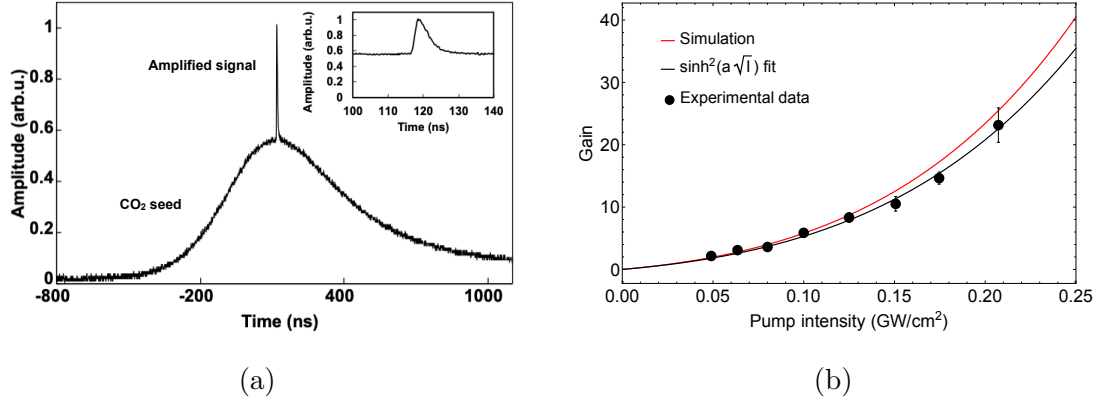 Amplitude (arb.u.)
1
0.8
0.6
0.4
0.2
0
-800
-200
400
1000
Time (ns)
Amplified signal
CO₂ seed
Amplitude (arb.u.)
1
0.8
0.6
0.4
0.2
0
100
110
120
130
140
Time (ns)
(a)
Gain
40
30
20
10
0
0.00
0.05
0.10
0.15
0.20
0.25
Pump intensity (GW/cm²)
Simulation
sinh²(a√I) fit
Experimental data
(b)